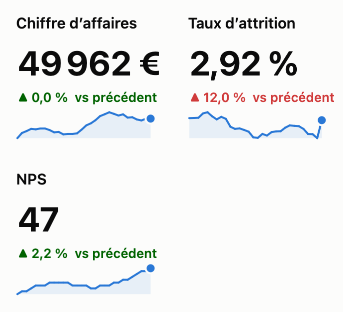 Chiffre d’affaires
49 962 €
▲ 0,0 % vs précédent
Taux d’attrition
2,92 %
▲ 12,0 % vs précédent
NPS
47
▲ 2,2 % vs précédent